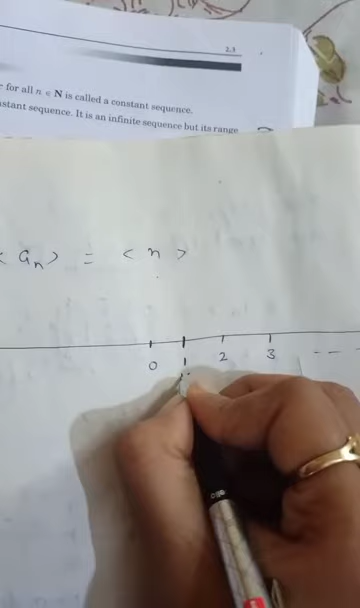 2.3
for all n ∈ N is called a constant sequence.
stant sequence. It is an infinite sequence but its range
< an > = < n >
0 1 2 3 - -